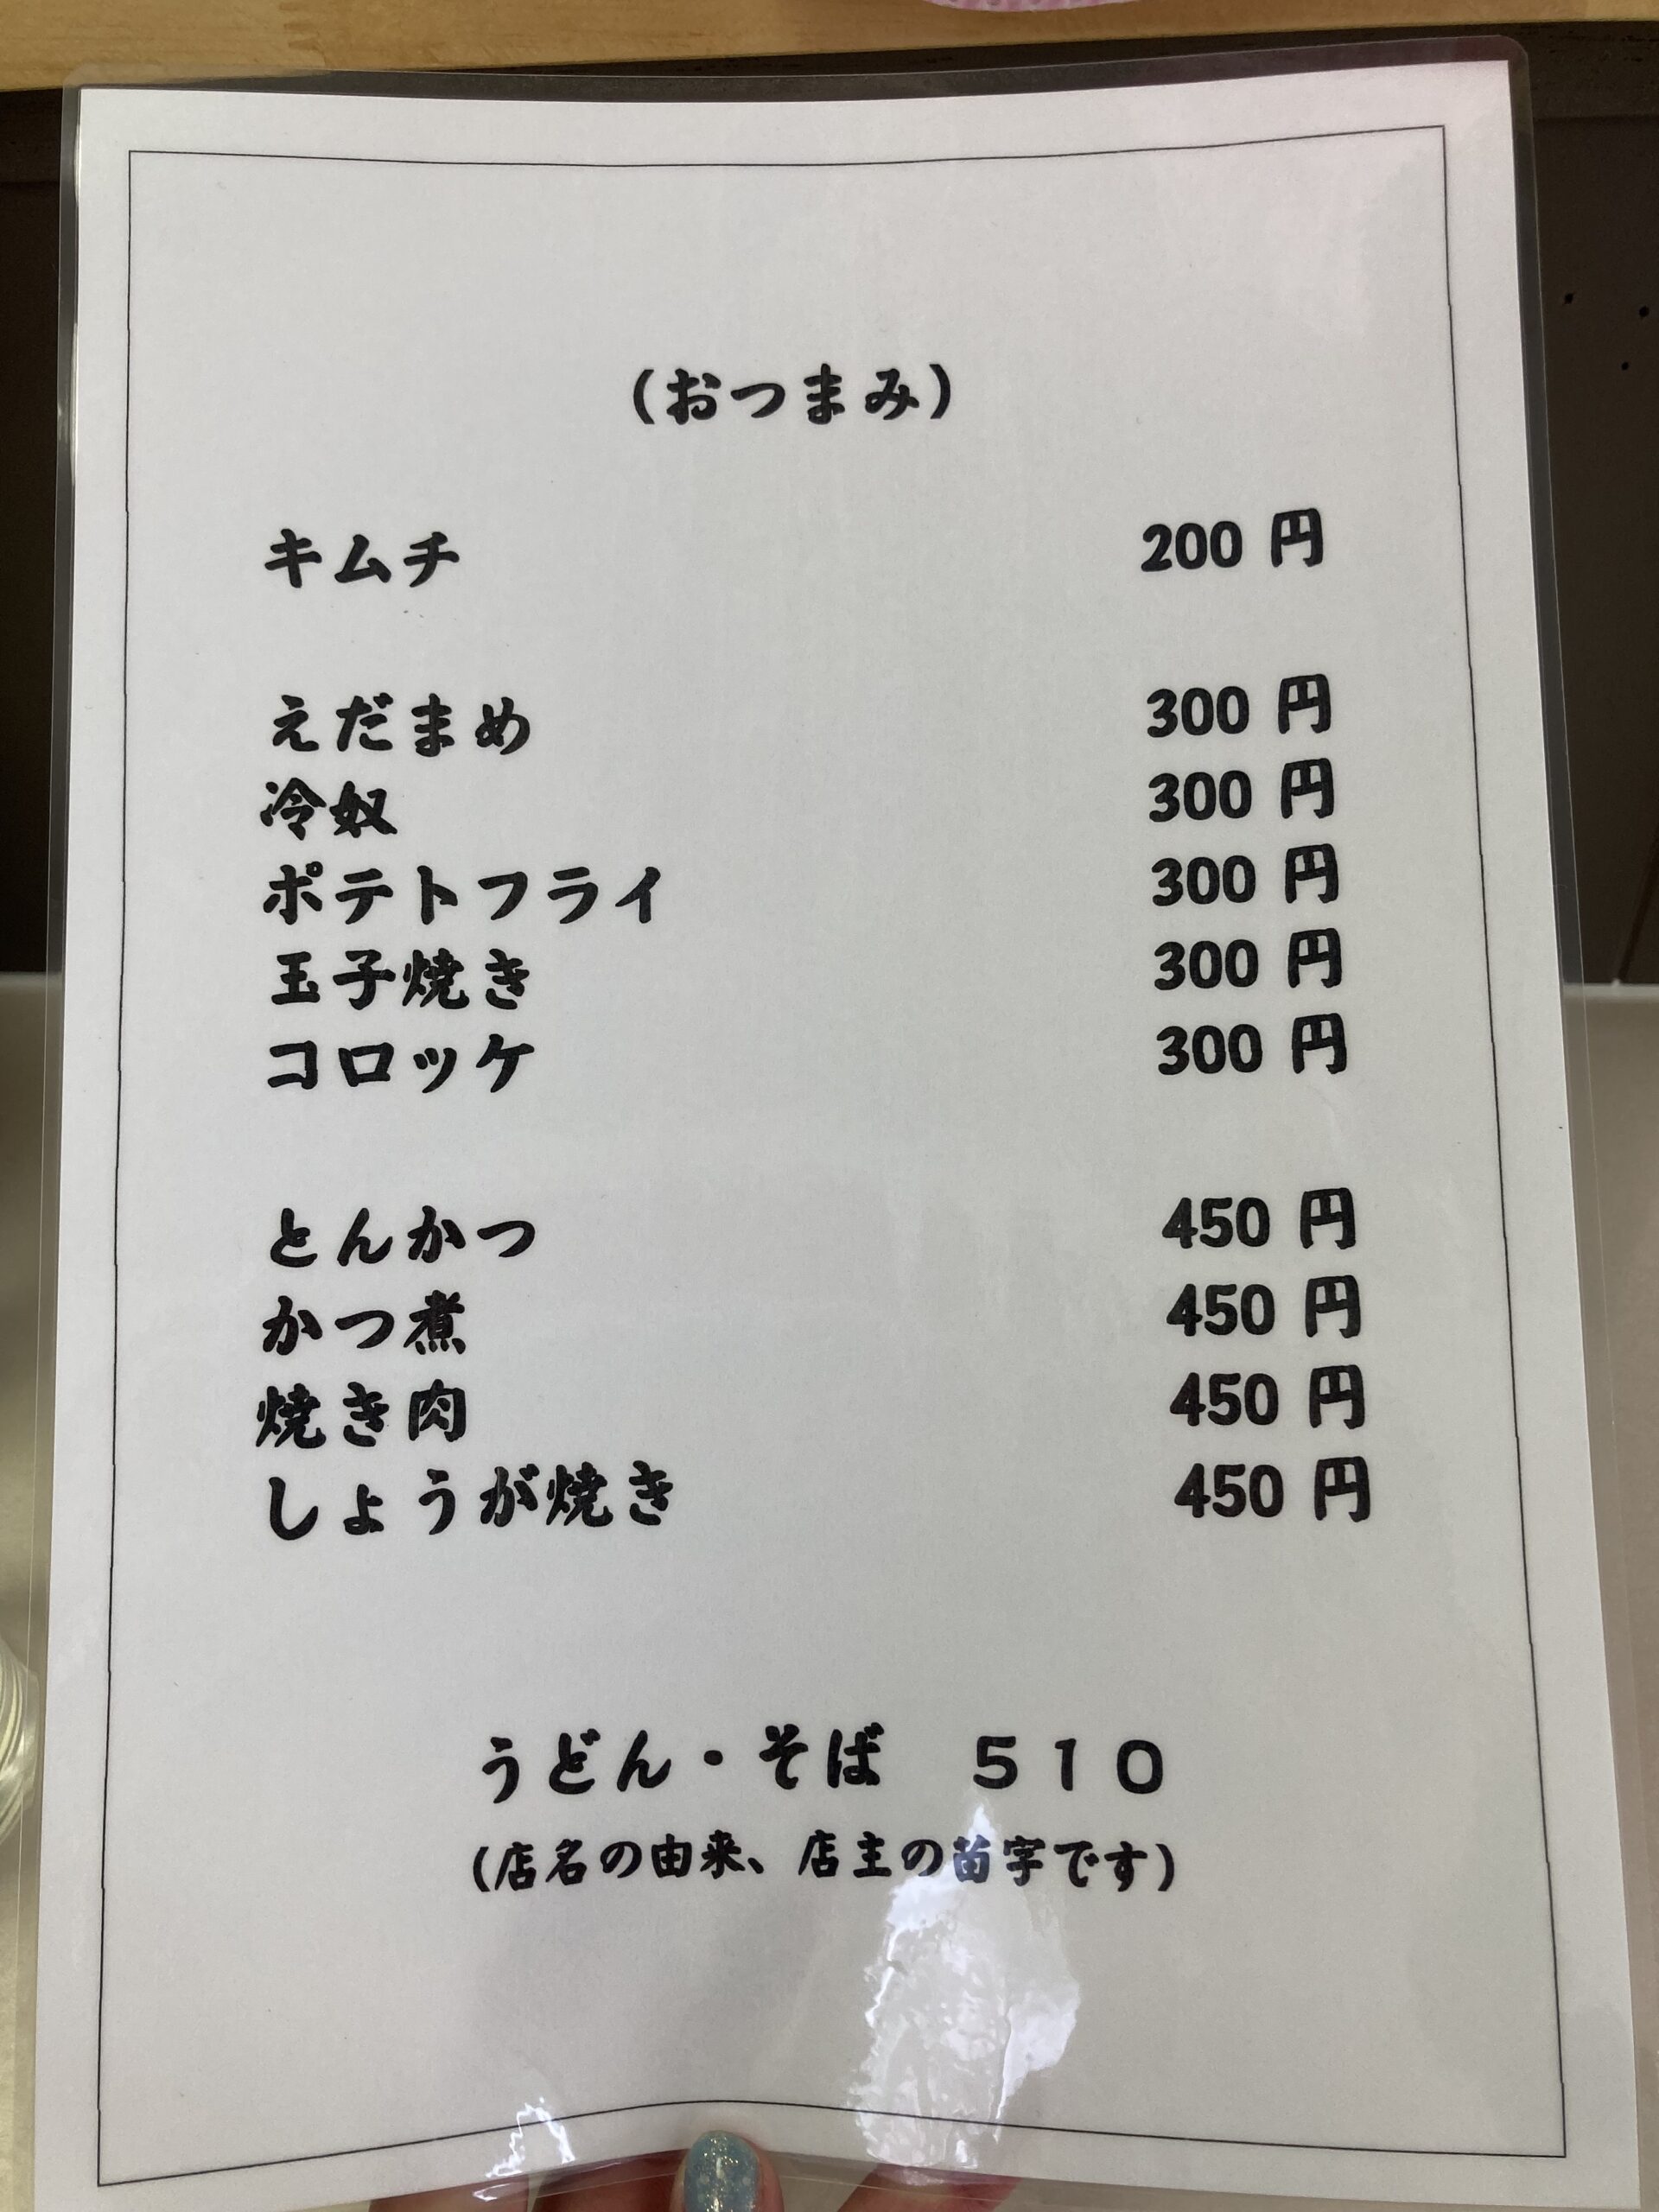 （おつまみ）
キムチ 200 円
えだまめ 300 円
冷奴 300 円
ポテトフライ 300 円
玉子焼き 300 円
コロッケ 300 円
とんかつ 450 円
かつ煮 450 円
焼き肉 450 円
しょうが焼き 450 円
うどん・そば ５１０
（店名の由来、店主の苗字です）